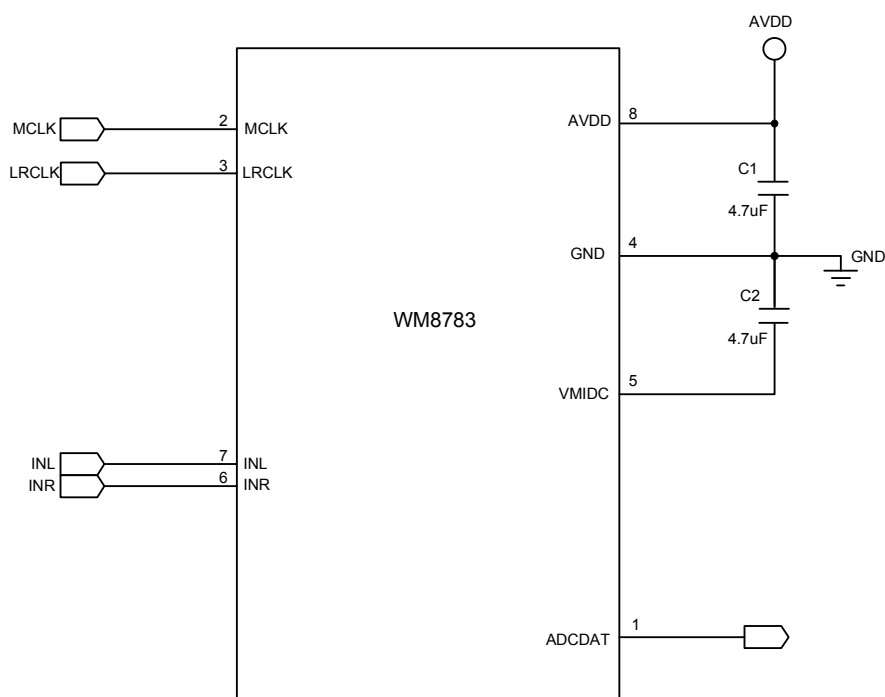 AVDD
MCLK 2 MCLK
AVDD 8
LRCLK 3 LRCLK
C1
4.7uF
GND 4 GND
C2
WM8783
4.7uF
VMIDC 5
INL 7 INL
INR 6 INR
ADCDAT 1